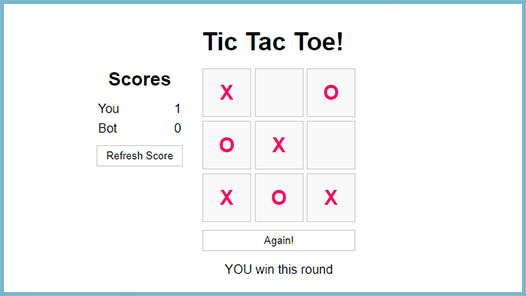 Tic Tac Toe!
Scores
You 1
Bot 0
Refresh Score
X O
O X
X O X
Again!
YOU win this round